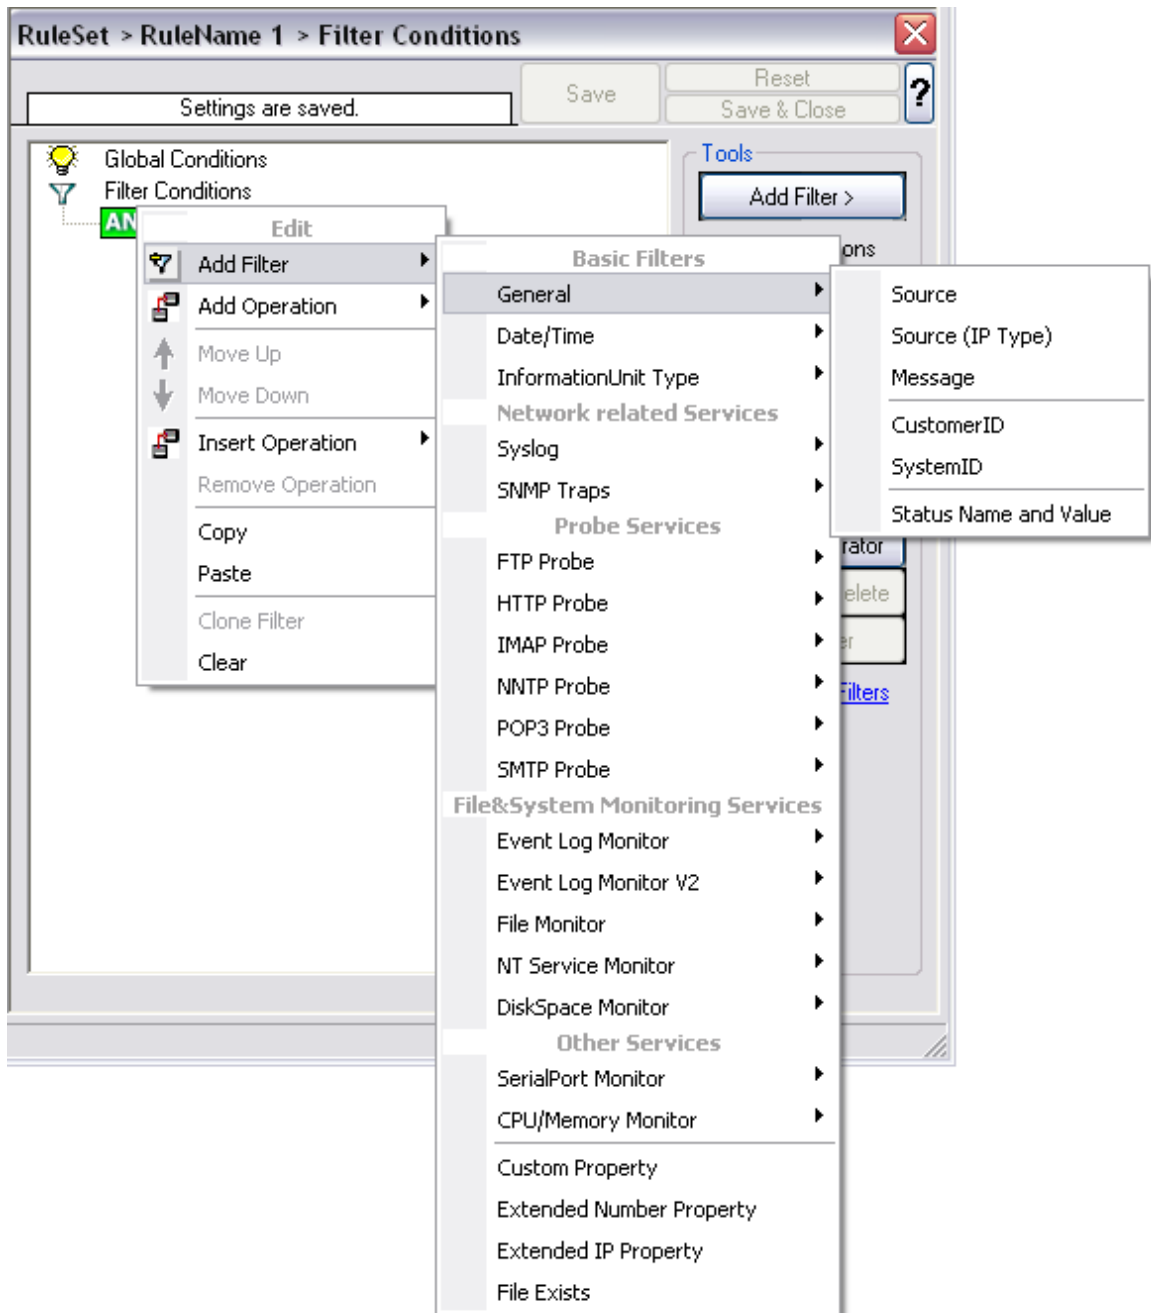 RuleSet > RuleName 1 > Filter Conditions
Settings are saved.
Save
Reset
Save & Close
?
Global Conditions
Filter Conditions
Tools
Add Filter >
Edit
Add Filter
Add Operation
Move Up
Move Down
Insert Operation
Remove Operation
Copy
Paste
Clone Filter
Clear
Basic Filters
General
Date/Time
InformationUnit Type
Network related Services
Syslog
SNMP Traps
Probe Services
FTP Probe
HTTP Probe
IMAP Probe
NNTP Probe
POP3 Probe
SMTP Probe
File&System Monitoring Services
Event Log Monitor
Event Log Monitor V2
File Monitor
NT Service Monitor
DiskSpace Monitor
Other Services
SerialPort Monitor
CPU/Memory Monitor
Custom Property
Extended Number Property
Extended IP Property
File Exists
Source
Source (IP Type)
Message
CustomerID
SystemID
Status Name and Value
Filters